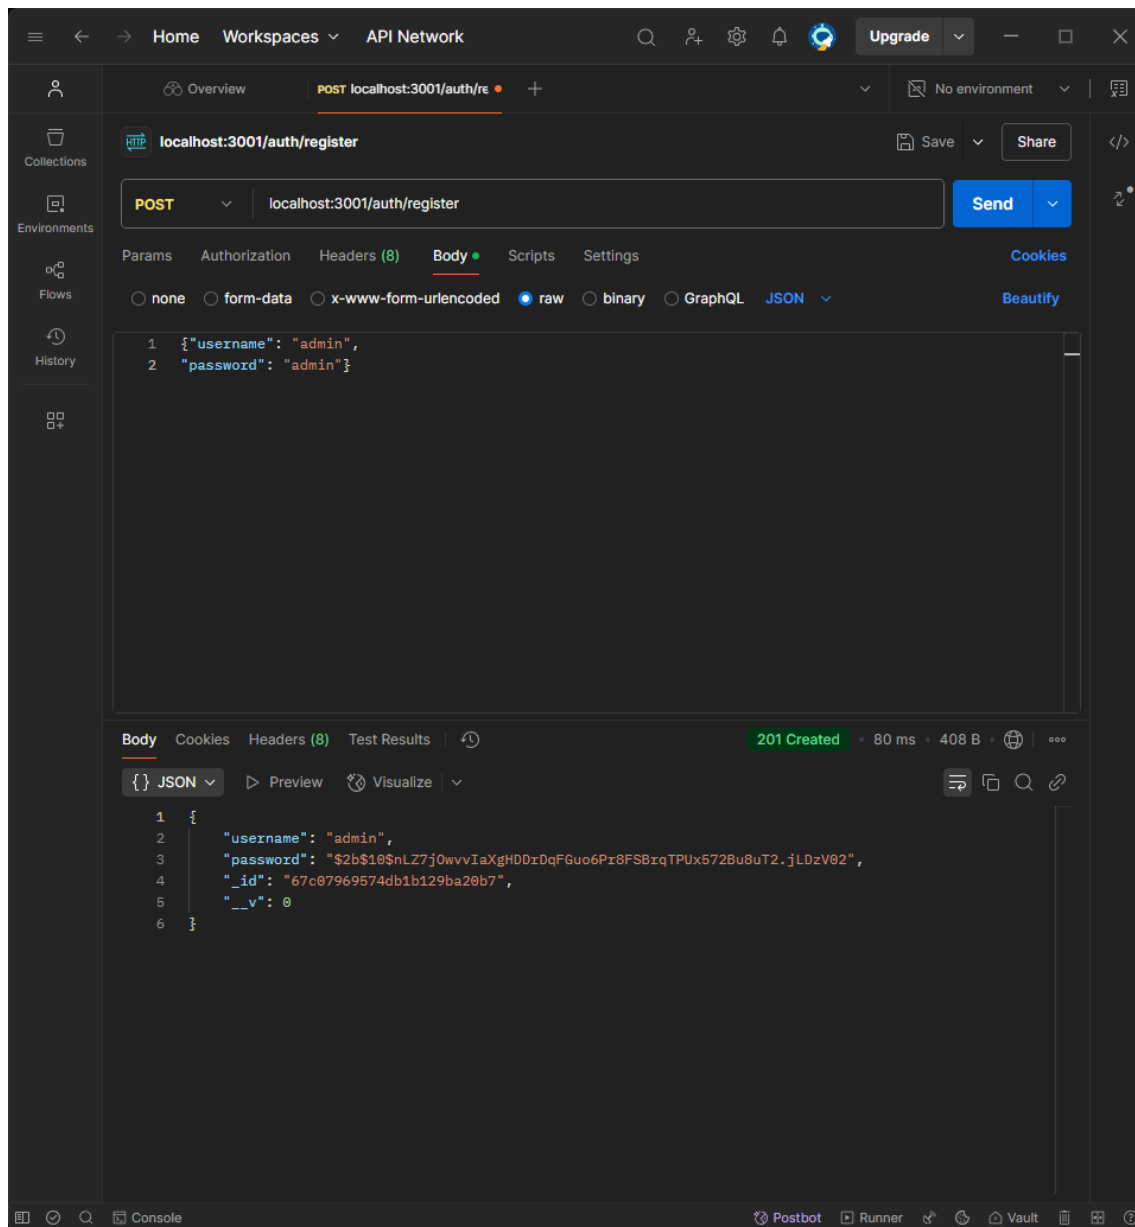 Home Workspaces API Network Upgrade
Overview POST localhost:3001/auth/re No environment
HTTP localhost:3001/auth/register Save Share
Collections
Environments
Flows
History
POST localhost:3001/auth/register Send
Params Authorization Headers (8) Body Scripts Settings Cookies
none form-data x-www-form-urlencoded raw binary GraphQL JSON Beautify
1 {"username": "admin",
2 "password": "admin"}
Body Cookies Headers (8) Test Results 201 Created 80 ms 408 B
{} JSON Preview Visualize
1 {
2 "username": "admin",
3 "password": "$2b$10$nLZ7jOwvvIaXgHDDrDqFGuo6Pr8FSBrqTPUx572Bu8uT2.jLDzV02",
4 "_id": "67c07969574db1b129ba20b7",
5 "__v": 0
6 }
Console Postbot Runner Vault